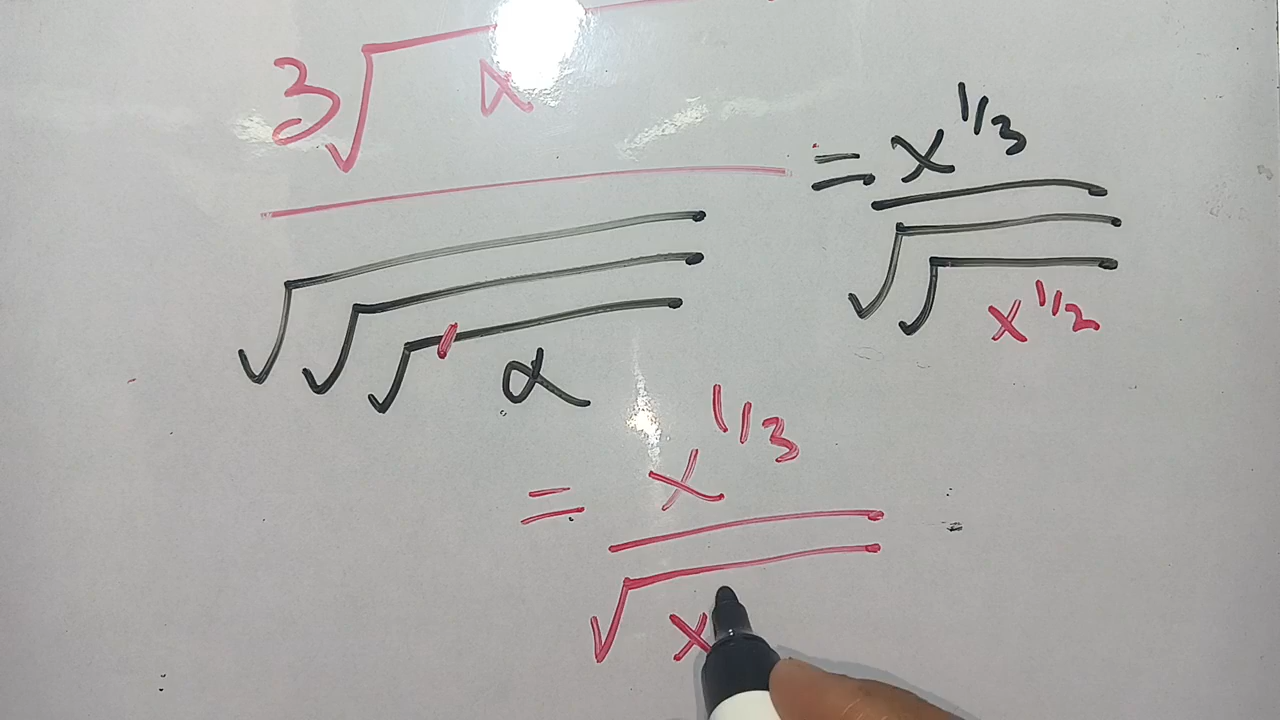 3√x
√√√x
= x^1/3
√√x^1/2
= x^1/3
√x